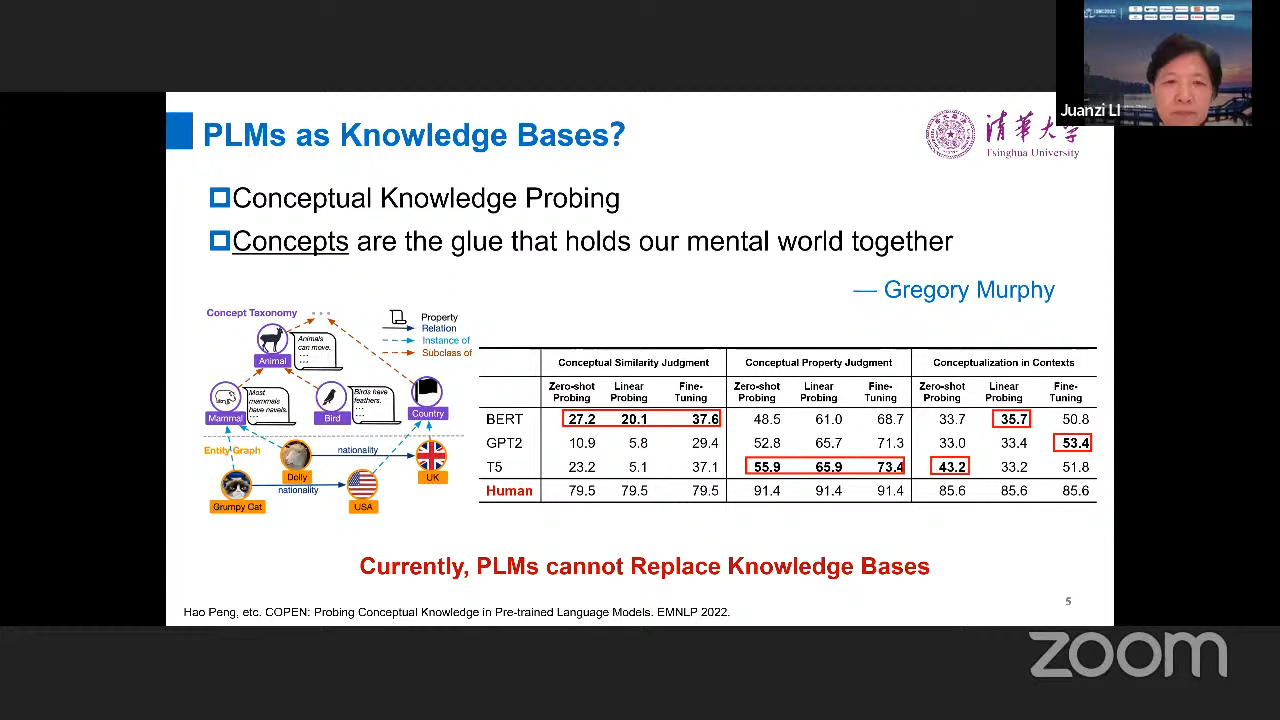 ISWC2022
Juanzi LI
PLMs as Knowledge Bases?
清华大学
Tsinghua University
Conceptual Knowledge Probing
Concepts are the glue that holds our mental world together
— Gregory Murphy
Concept Taxonomy
Property
Relation
Instance of
Subclass of
Animals
can move.
Animal
Most
mammals
have navels.
Birds have
feathers.
Mammal
Bird
Country
Entity Graph
nationality
Dolly
UK
nationality
Grumpy Cat
USA
Conceptual Similarity Judgment Conceptual Property Judgment Conceptualization in Contexts
Zero-shot Linear Fine- Zero-shot Linear Fine- Zero-shot Linear Fine-
Probing Probing Tuning Probing Probing Tuning Probing Probing Tuning
BERT 27.2 20.1 37.6 48.5 61.0 68.7 33.7 35.7 50.8
GPT2 10.9 5.8 29.4 52.8 65.7 71.3 33.0 33.4 53.4
T5 23.2 5.1 37.1 55.9 65.9 73.4 43.2 33.2 51.8
Human 79.5 79.5 79.5 91.4 91.4 91.4 85.6 85.6 85.6
Currently, PLMs cannot Replace Knowledge Bases
Hao Peng, etc. COPEN: Probing Conceptual Knowledge in Pre-trained Language Models. EMNLP 2022.
5
zoom